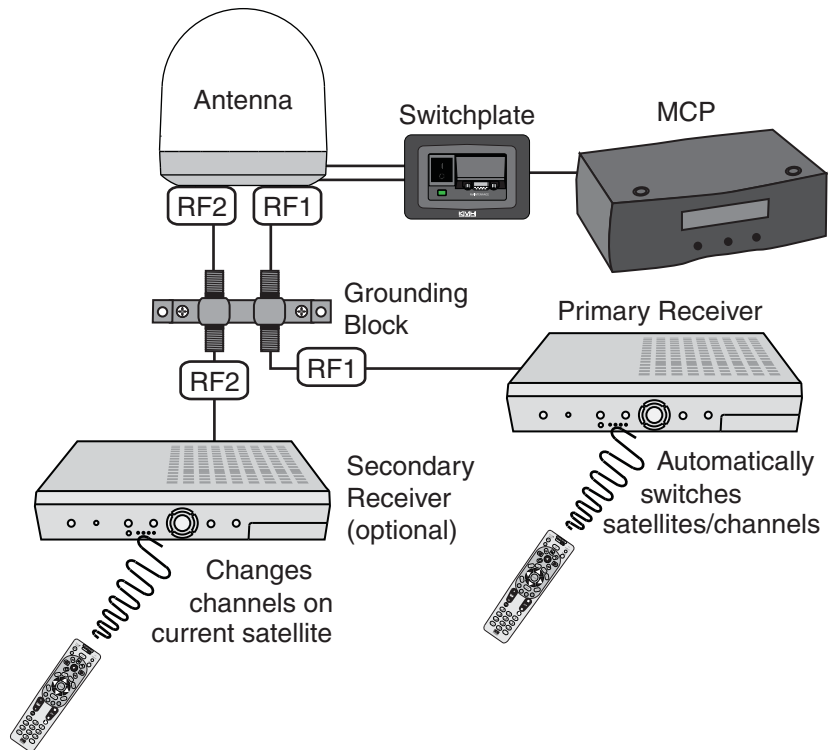 Antenna
Switchplate
MCP
RF2
RF1
KVH
Grounding
Block
Primary Receiver
RF2
RF1
Secondary
Receiver
(optional)
Automatically
switches
satellites/channels
Changes
channels on
current satellite